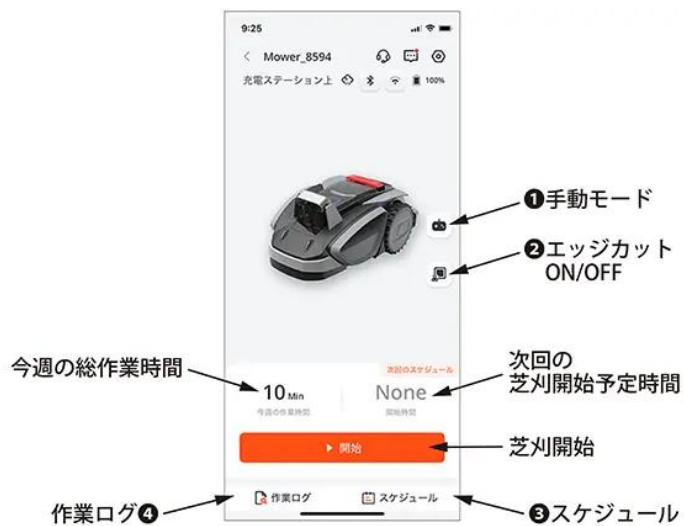 9:25
Mower_8594
充電ステーション上
100%
❶手動モード
❷エッジカット
ON/OFF
今週の総作業時間
次回のスケジュール
10 Min
今週の作業時間
None
開始時間
次回の
芝刈開始予定時間
開始
芝刈開始
作業ログ❹
作業ログ
スケジュール
❸スケジュール